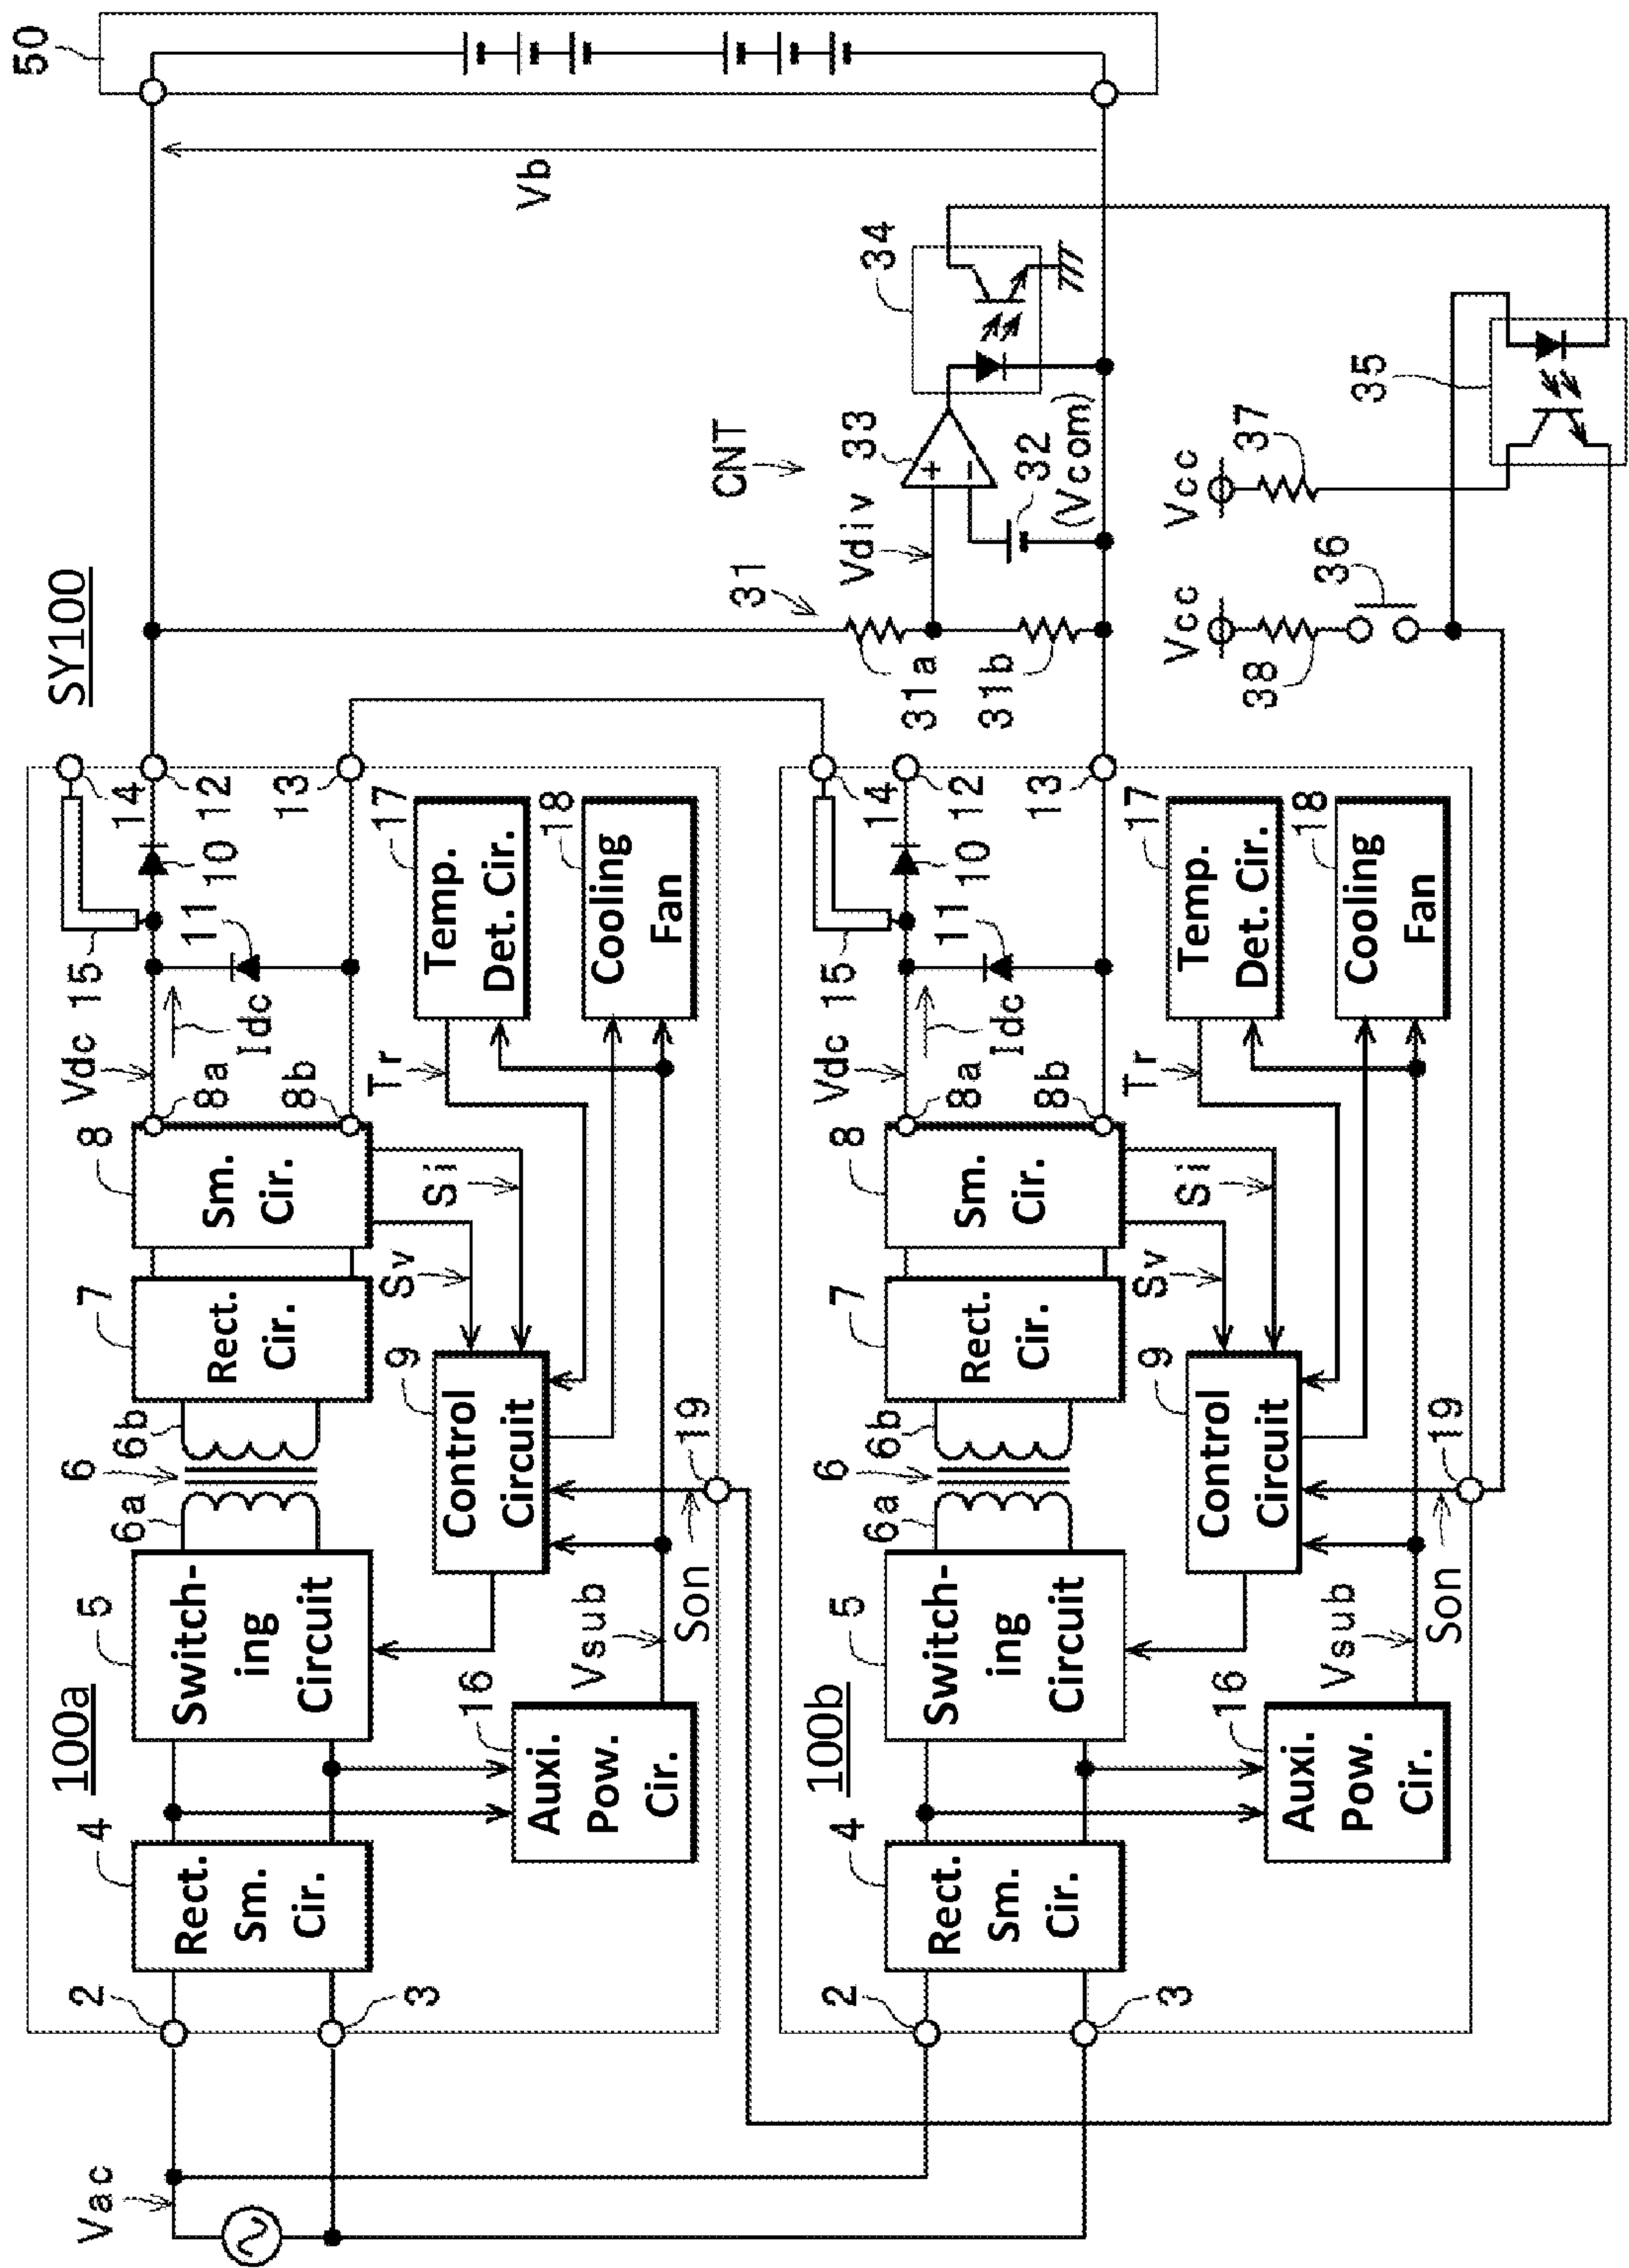 SY100
50
Vac
2
3
100a
4
Rect.
Sm.
Cir.
5
Switch-
ing
Circuit
6
6a
6b
7
Rect.
Cir.
8
Sm.
Cir.
8a
8b
Vdc
Idc
15
11
10
14
12
13
16
Auxi.
Pow.
Cir.
Vsub
Son
19
9
Control
Circuit
Sv
Si
Tr
17
Temp.
Det. Cir.
18
Cooling
Fan
Vb
100b
2
3
4
Rect.
Sm.
Cir.
5
Switch-
ing
Circuit
6
6a
6b
7
Rect.
Cir.
8
Sm.
Cir.
8a
8b
Vdc
Idc
15
11
10
14
12
13
16
Auxi.
Pow.
Cir.
Vsub
Son
19
9
Control
Circuit
Sv
Si
Tr
17
Temp.
Det. Cir.
18
Cooling
Fan
CNT
31
31a
31b
Vdiv
33
+
−
32
(Vcom)
34
Vcc
38
36
Vcc
37
35